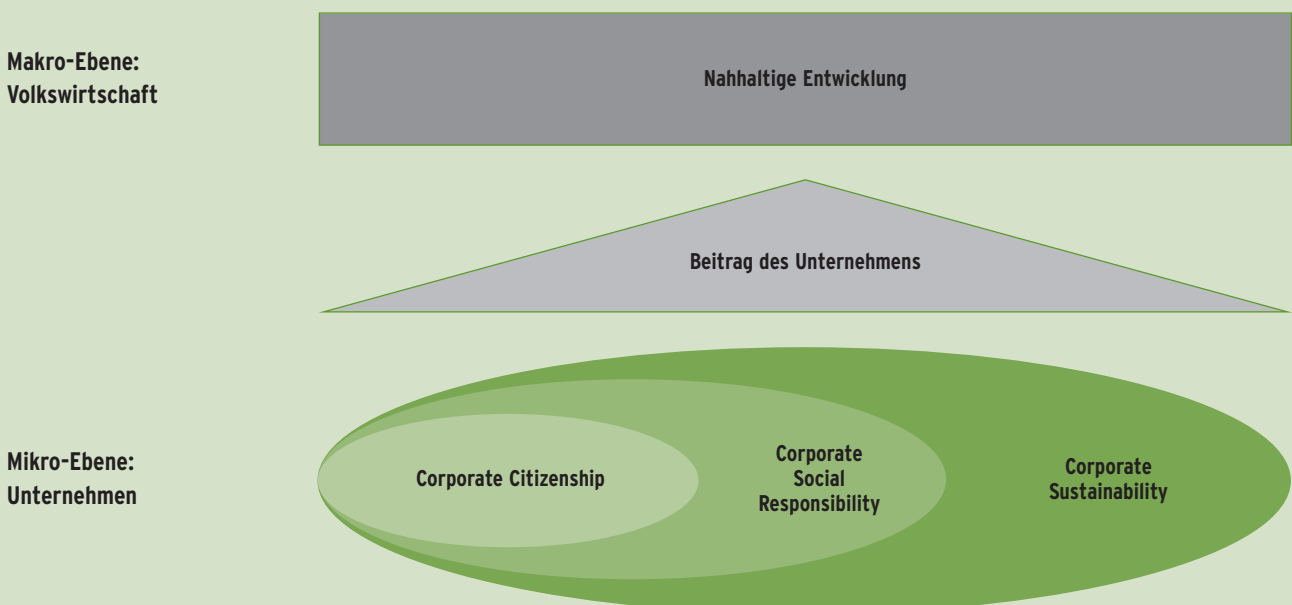 Makro-Ebene:
Volkswirtschaft
Nahhaltige Entwicklung
Beitrag des Unternehmens
Mikro-Ebene:
Unternehmen
Corporate Citizenship
Corporate
Social
Responsibility
Corporate
Sustainability